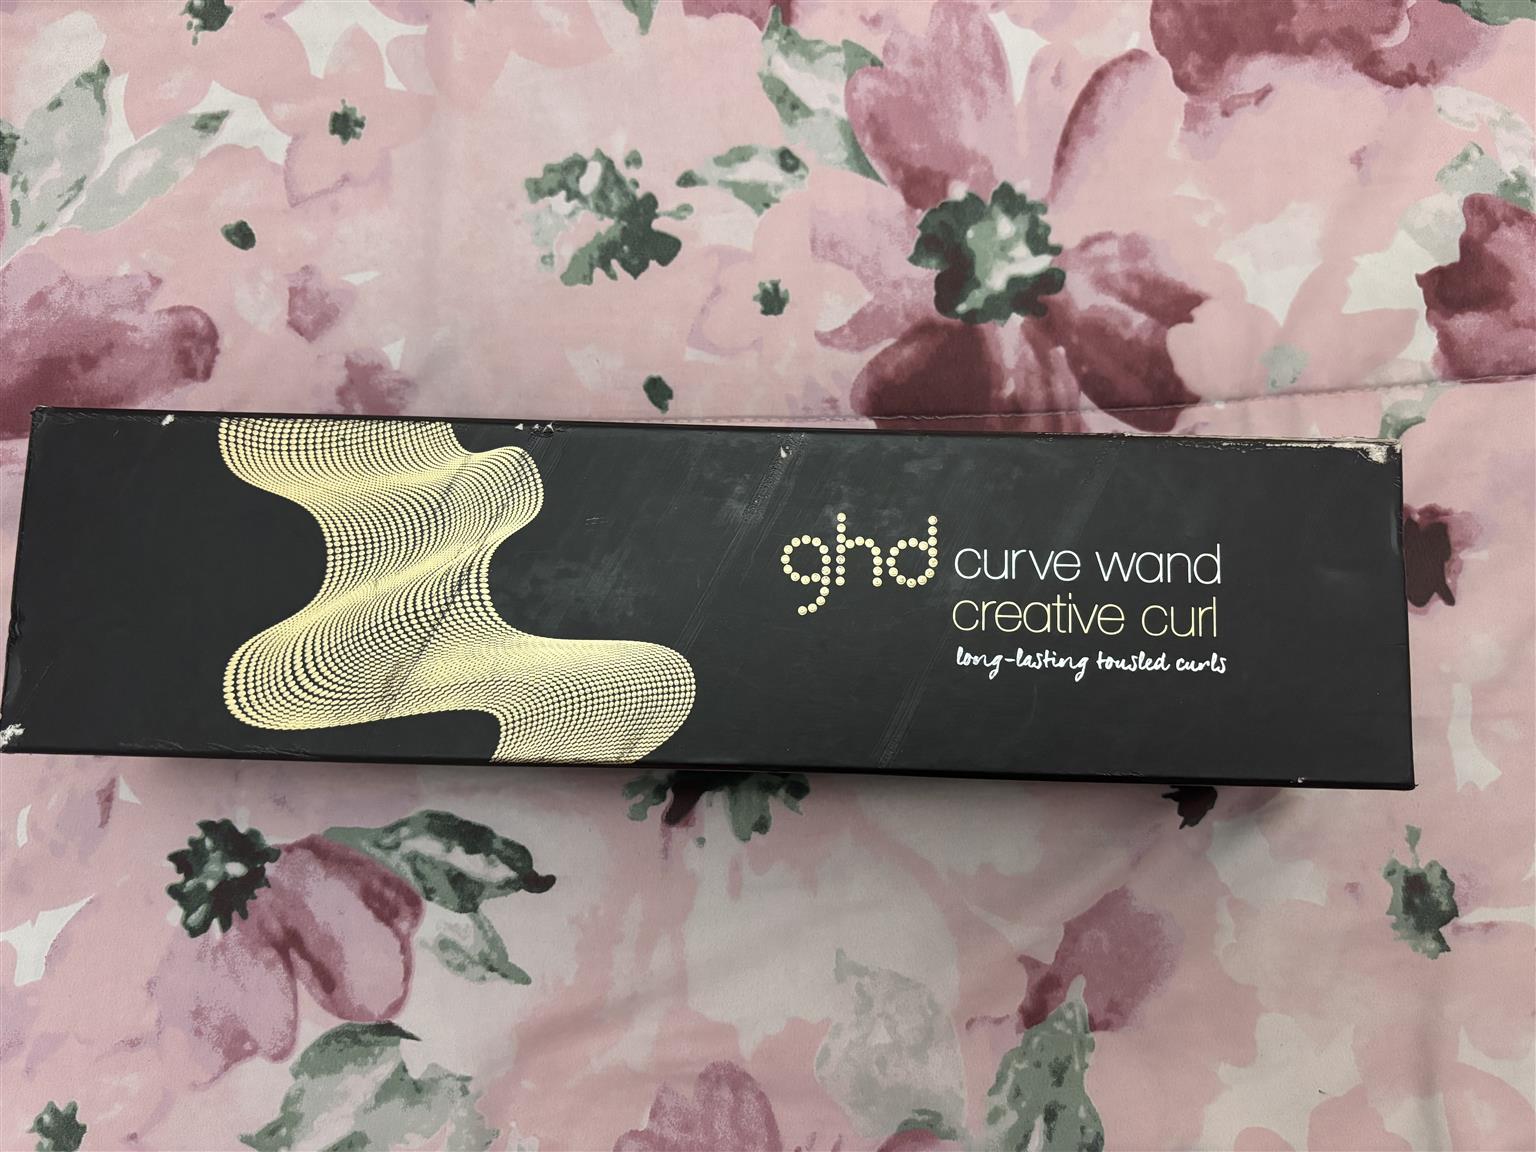 ghd curve wand
creative curl
long-lasting tousled curls